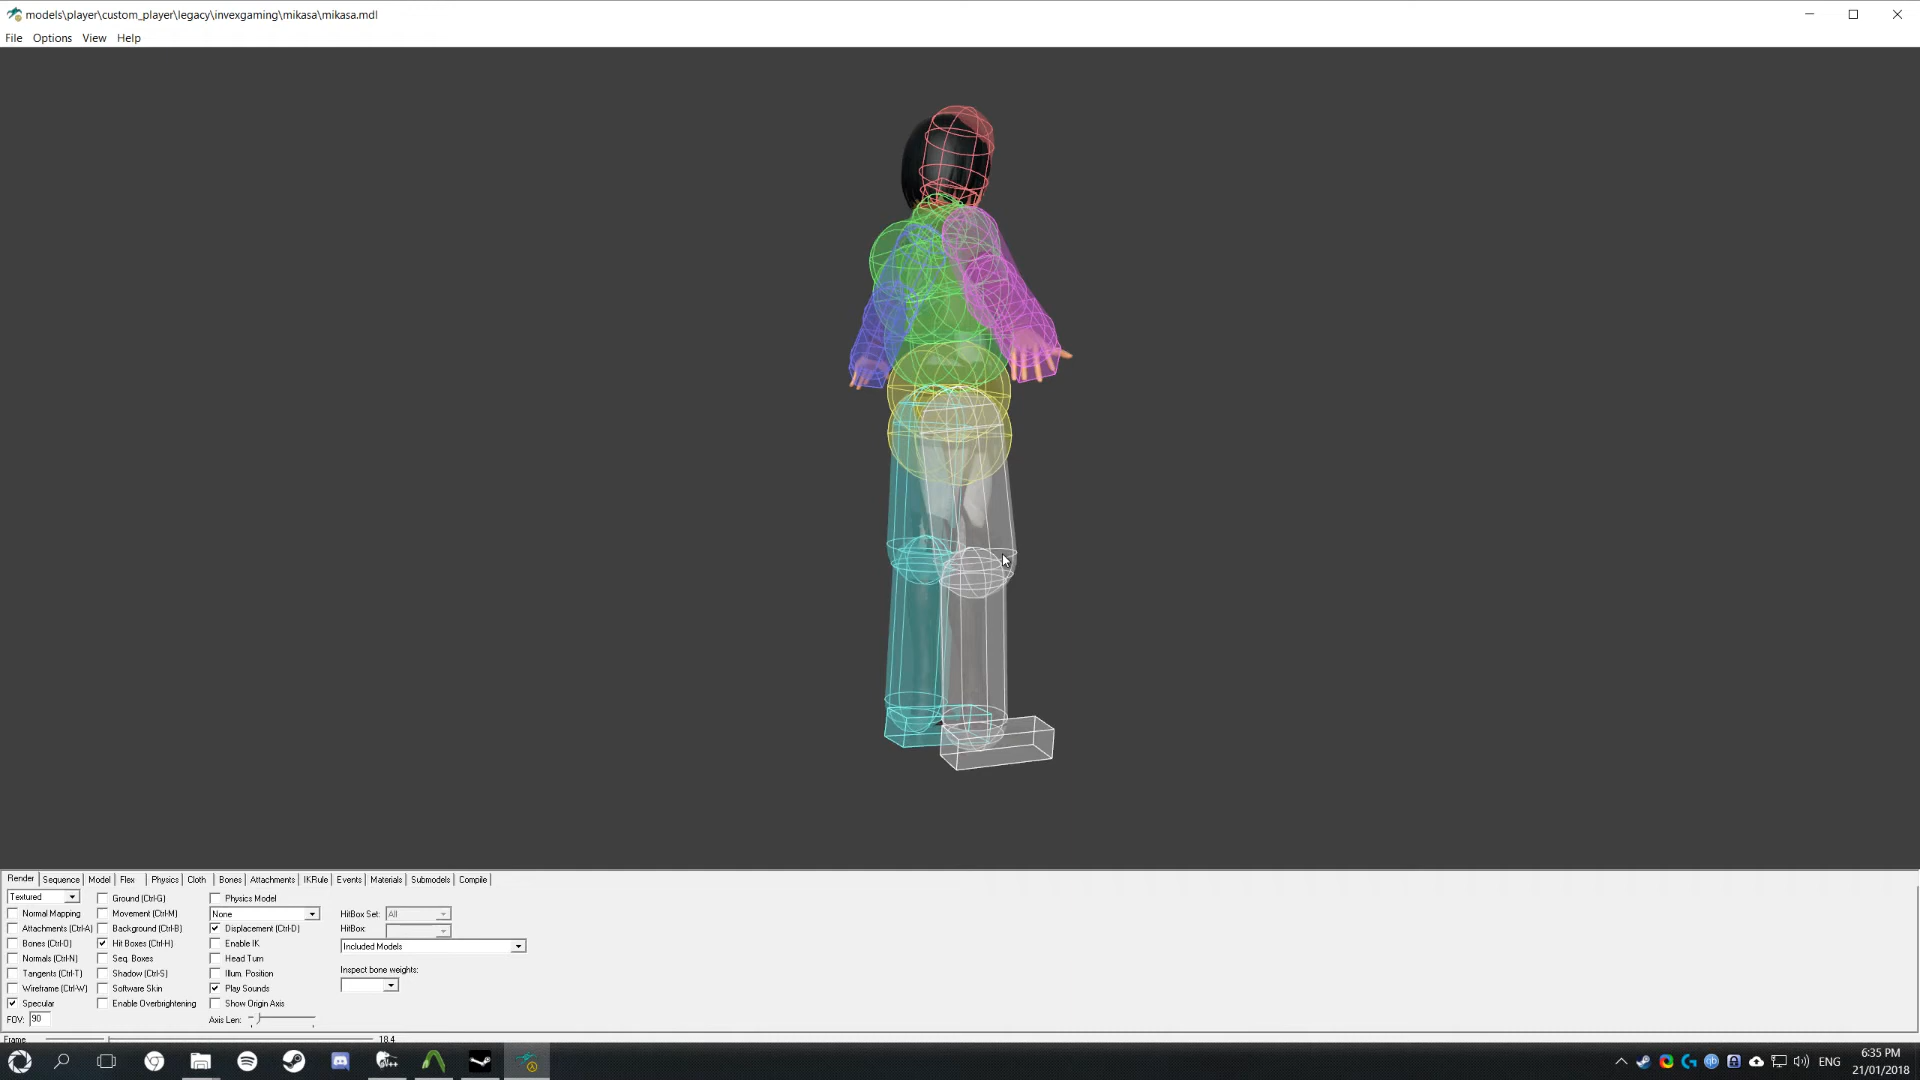 models\player\custom_player\legacy\invexgaming\mikasa\mikasa.mdl
File Options View Help
Render Sequence Model Flex Physics Cloth Bones Attachments IKRule Events Materials Submodels Compile
Textured Ground (Ctrl-G) Physics Model
Normal Mapping Movement (Ctrl-M) None HitBox Set: All
Attachments (Ctrl-A) Background (Ctrl-B) Displacement (Ctrl-D) HitBox:
Bones (Ctrl-O) Hit Boxes (Ctrl-H) Enable IK Included Models
Normals (Ctrl-N) Seq. Boxes Head Turn
Tangents (Ctrl-T) Shadow (Ctrl-S) Illum. Position Inspect bone weights:
Wireframe (Ctrl-W) Software Skin Play Sounds
Specular Enable Overbrightening Show Origin Axis
FOV: 90 Axis Len:
Frame 18.4
ENG 6:35 PM
21/01/2018